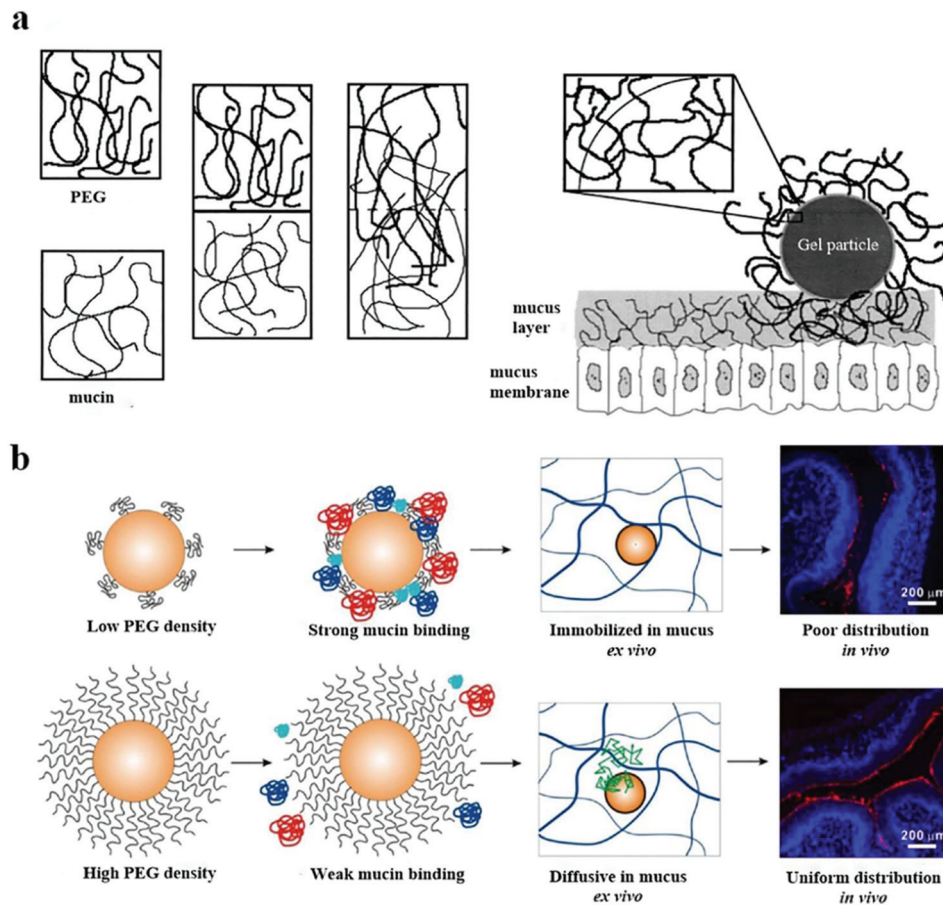 a
PEG
mucin
Gel particle
mucus
layer
mucus
membrane
b
Low PEG density
Strong mucin binding
Immobilized in mucus
ex vivo
200 μm
Poor distribution
in vivo
High PEG density
Weak mucin binding
Diffusive in mucus
ex vivo
200 μm
Uniform distribution
in vivo